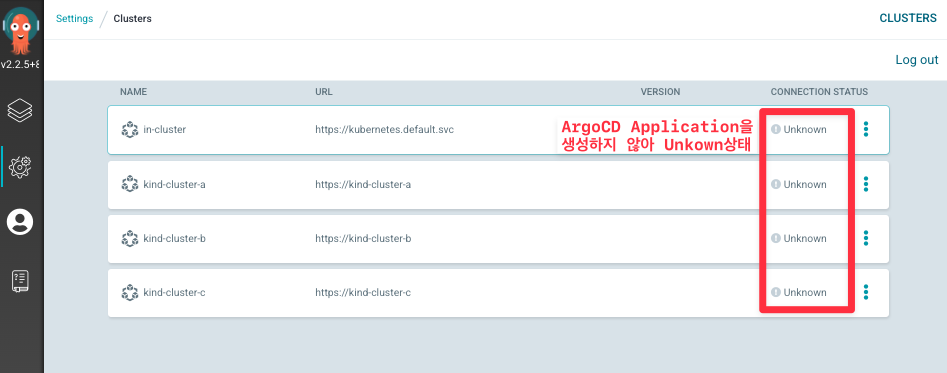 Settings / Clusters
CLUSTERS
v2.2.5+8
Log out
NAME URL VERSION CONNECTION STATUS
in-cluster https://kubernetes.default.svc Unknown
ArgoCD Application을
생성하지 않아 Unkown상태
kind-cluster-a https://kind-cluster-a Unknown
kind-cluster-b https://kind-cluster-b Unknown
kind-cluster-c https://kind-cluster-c Unknown